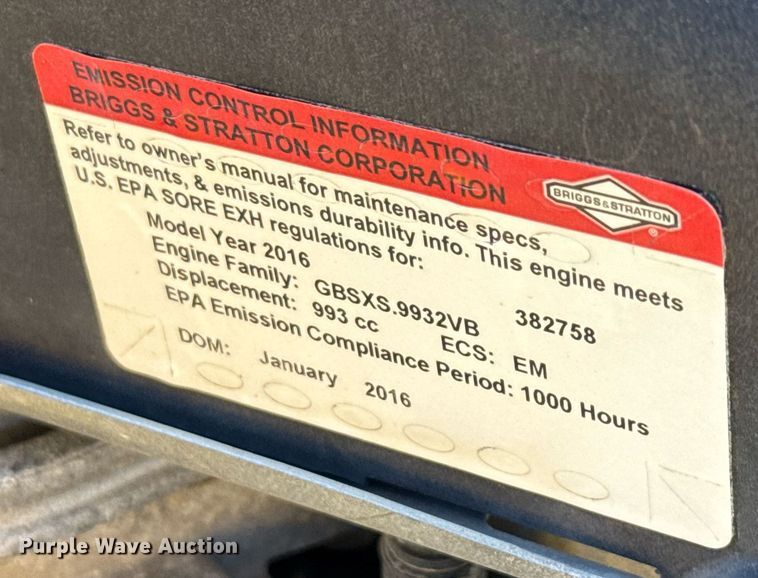 EMISSION CONTROL INFORMATION
BRIGGS & STRATTON CORPORATION
BRIGGS & STRATTON
®
Refer to owner's manual for maintenance specs,
adjustments, & emissions durability info. This engine meets
U.S. EPA SORE EXH regulations for:
Model Year 2016
382758
Engine Family: GBSXS.9932VB
Displacement: 993 cc ECS: EM
EPA Emission Compliance Period: 1000 Hours
DOM: January 2016
Purple Wave Auction